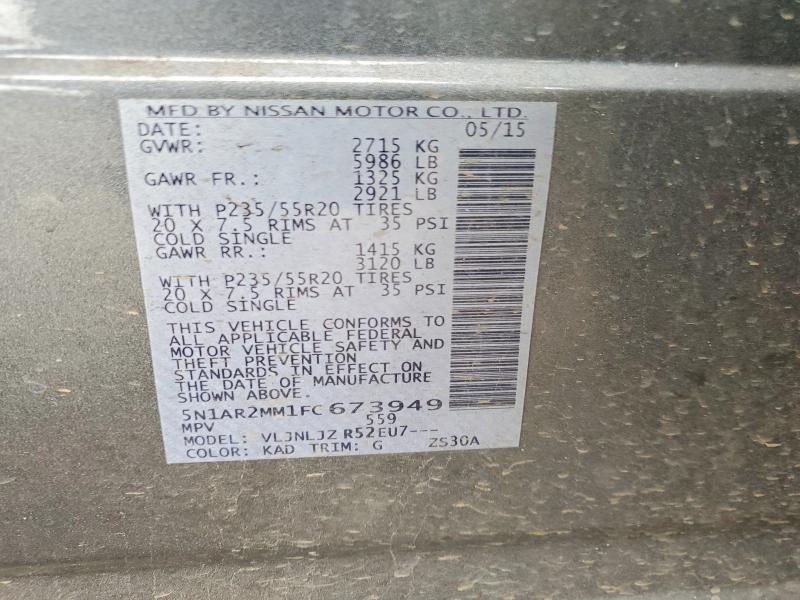 MFD BY NISSAN MOTOR CO., LTD.
DATE: 05/15
GVWR: 2715 KG
5986 LB
GAWR FR.: 1325 KG
2921 LB
WITH P235/55R20 TIRES
20 X 7.5 RIMS AT 35 PSI
COLD SINGLE
GAWR RR.: 1415 KG
3120 LB
WITH P235/55R20 TIRES
20 X 7.5 RIMS AT 35 PSI
COLD SINGLE
THIS VEHICLE CONFORMS TO
ALL APPLICABLE FEDERAL
MOTOR VEHICLE SAFETY AND
THEFT PREVENTION
STANDARDS IN EFFECT ON
THE DATE OF MANUFACTURE
SHOWN ABOVE.
5N1AR2MM1FC673949
MPV 559
MODEL: VLJNLJZ R52EU7---
COLOR: KAD TRIM: G ZS30A